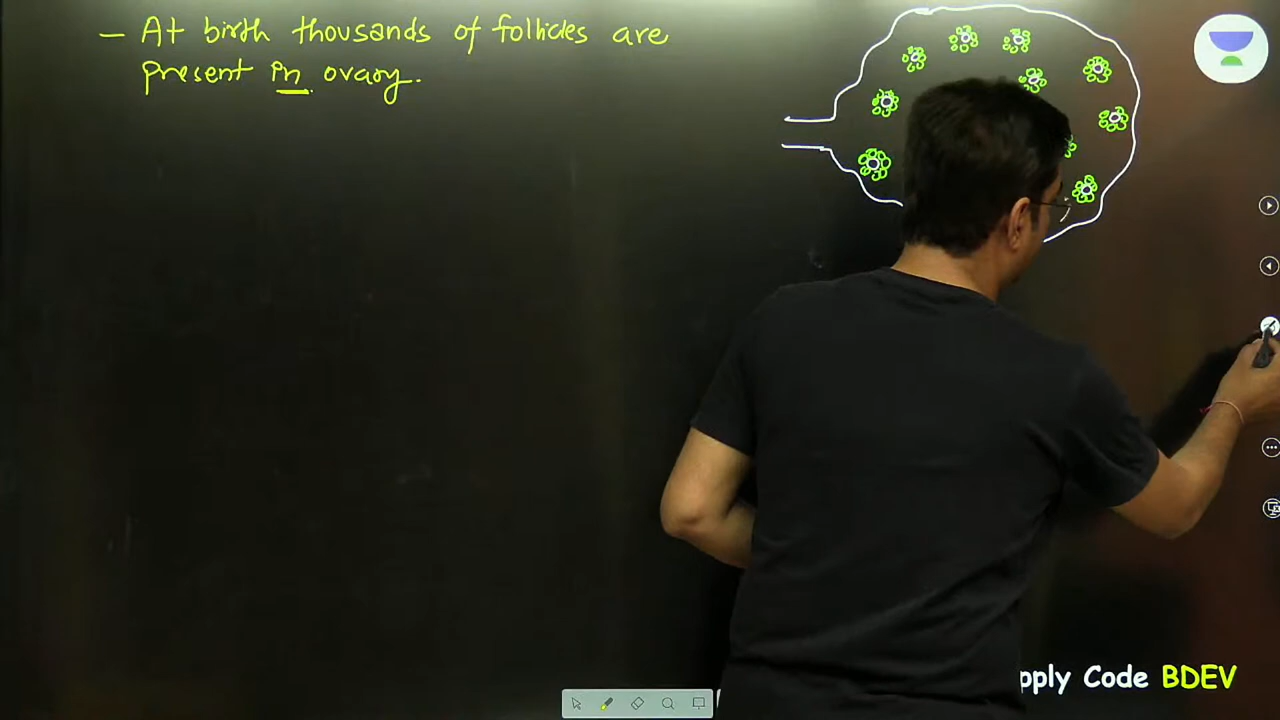 — At birth thousands of follicles are
present in ovary.
pply Code BDEV